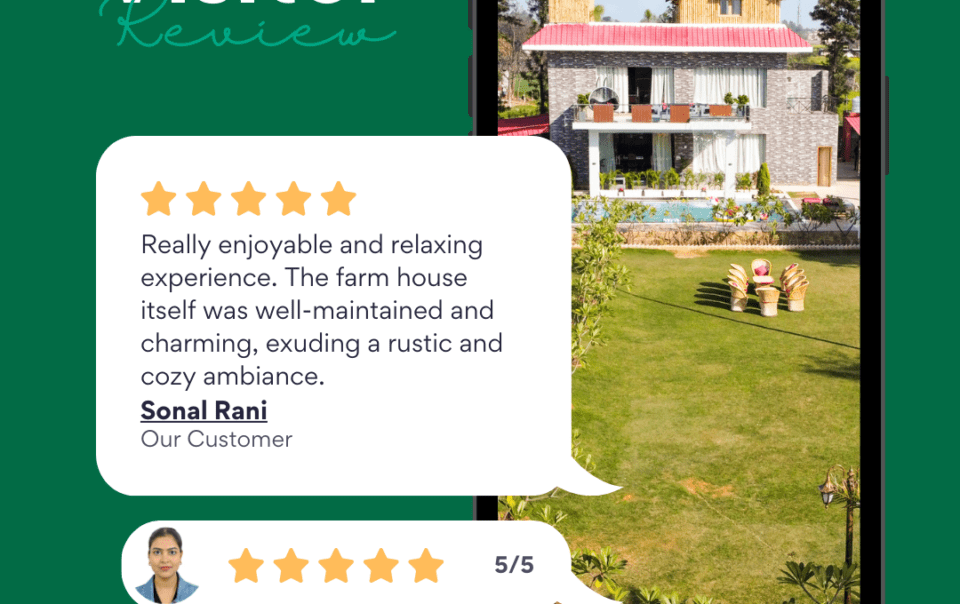 Review
Really enjoyable and relaxing
experience. The farm house
itself was well-maintained and
charming, exuding a rustic and
cozy ambiance.
Sonal Rani
Our Customer
5/5